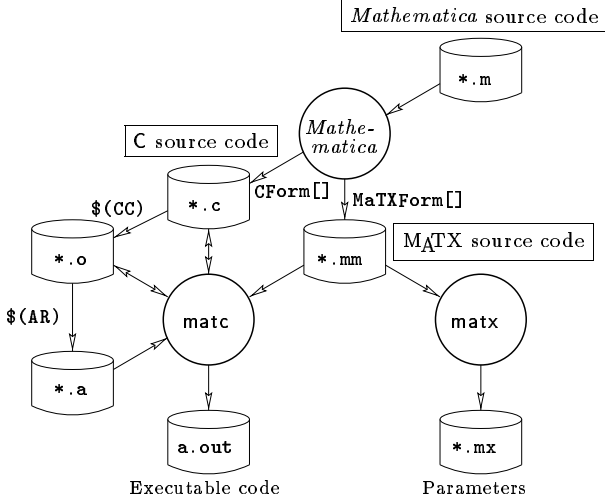 Mathematica source code
*.m
Mathe-
matica
C source code
CForm[]
MaTXForm[]
*.c
$(CC)
*.o
*.mm
MATX source code
matc
matx
$(AR)
*.a
a.out
*.mx
Executable code
Parameters